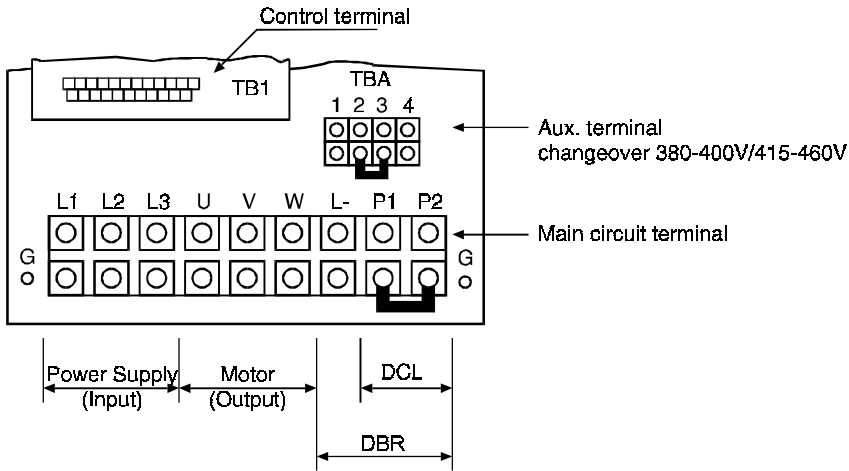 Control terminal
TB1
TBA
1 2 3 4
Aux. terminal
changeover 380-400V/415-460V
L1 L2 L3 U V W L- P1 P2
Main circuit terminal
G
G
Power Supply
(Input)
Motor
(Output)
DCL
DBR